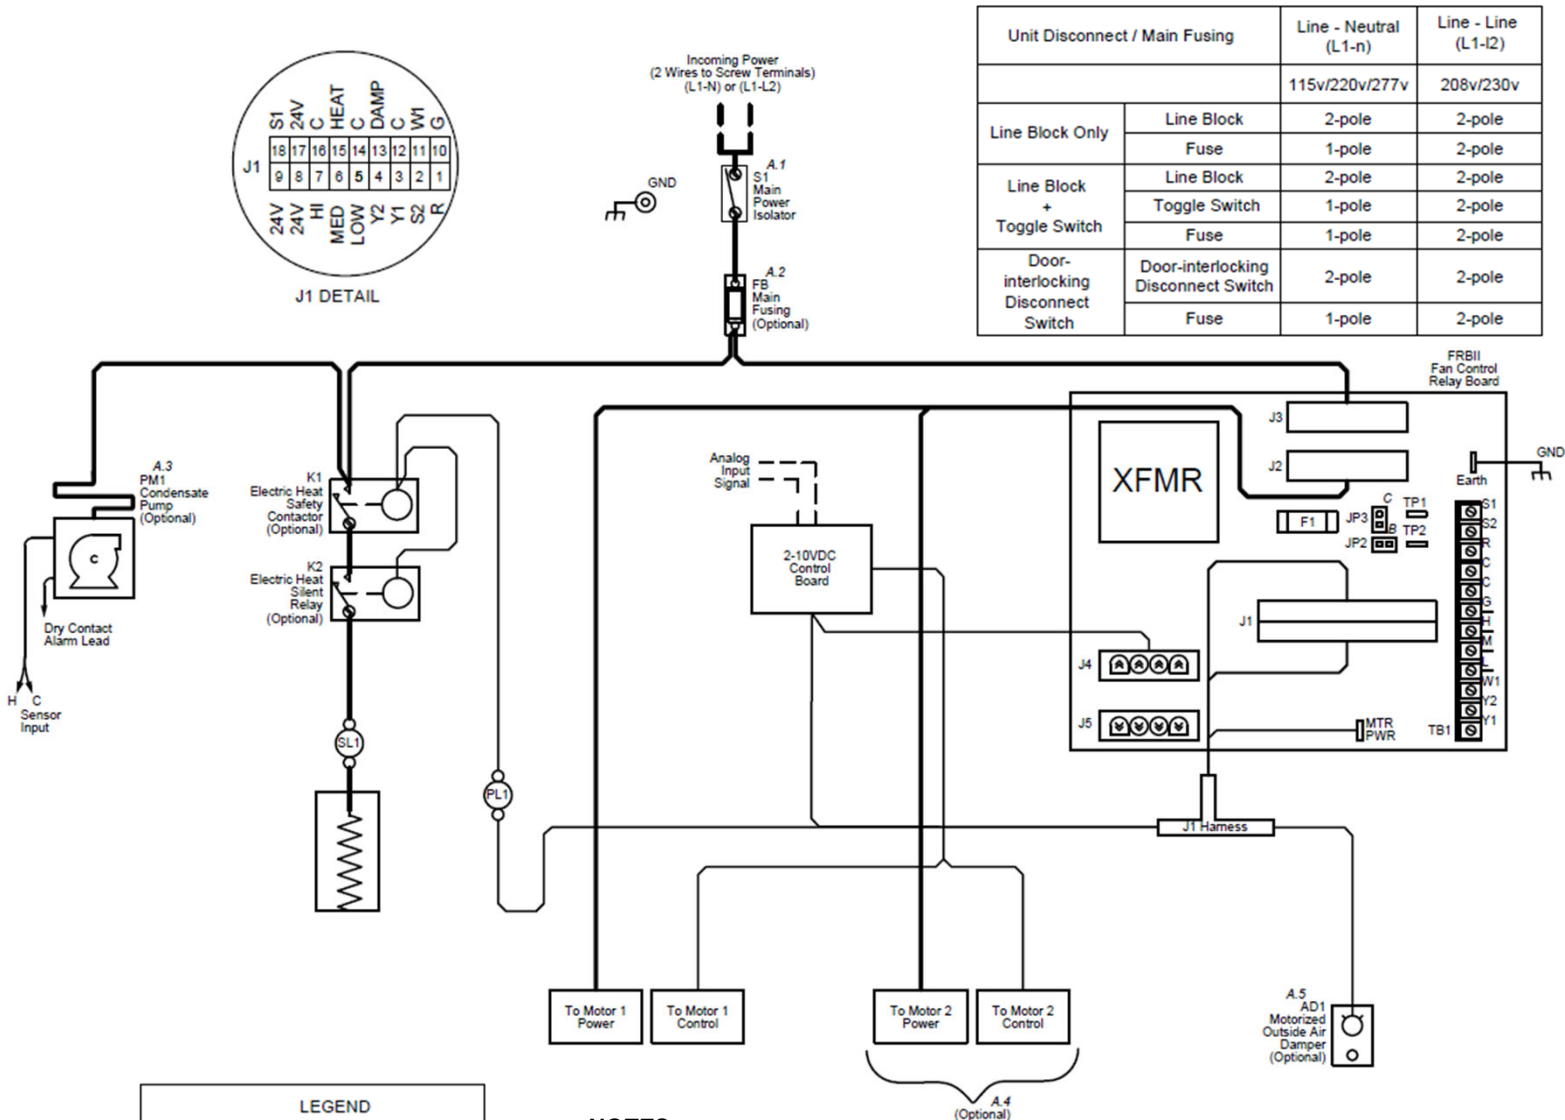 Unit Disconnect / Main Fusing
Line - Neutral
(L1-n)
Line - Line
(L1-l2)
115v/220v/277v
208v/230v
Line Block Only
Line Block
2-pole
2-pole
Fuse
1-pole
2-pole
Line Block
+
Toggle Switch
Line Block
2-pole
2-pole
Toggle Switch
1-pole
2-pole
Fuse
1-pole
2-pole
Door-
interlocking
Disconnect
Switch
Door-interlocking
Disconnect Switch
2-pole
2-pole
Fuse
1-pole
2-pole
Incoming Power
(2 Wires to Screw Terminals)
(L1-N) or (L1-L2)
S1 24V C HEAT C DAMP C W1 G
18 17 16 15 14 13 12 11 10
J1
9 8 7 6 5 4 3 2 1
24V 24V HI MED LOW Y2 Y1 S2 R
J1 DETAIL
GND
A.1
S1
Main
Power
Isolator
A.2
FB
Main
Fusing
(Optional)
A.3
PM1
Condensate
Pump
(Optional)
C
Dry Contact
Alarm Lead
H C
Sensor
Input
K1
Electric Heat
Safety
Contactor
(Optional)
K2
Electric Heat
Silent
Relay
(Optional)
SL1
PL1
Analog
Input
Signal
2-10VDC
Control
Board
FRBII
Fan Control
Relay Board
XFMR
J3
J2
GND
Earth
F1
JP3
C
TP1
JP2
B
TP2
J1
S1
S2
R
C
C
G
H
M
L
W1
Y2
Y1
TB1
J4
J5
MTR
PWR
J1 Harness
To Motor 1
Power
To Motor 1
Control
To Motor 2
Power
To Motor 2
Control
A.4
(Optional)
A.5
AD1
Motorized
Outside Air
Damper
(Optional)
LEGEND